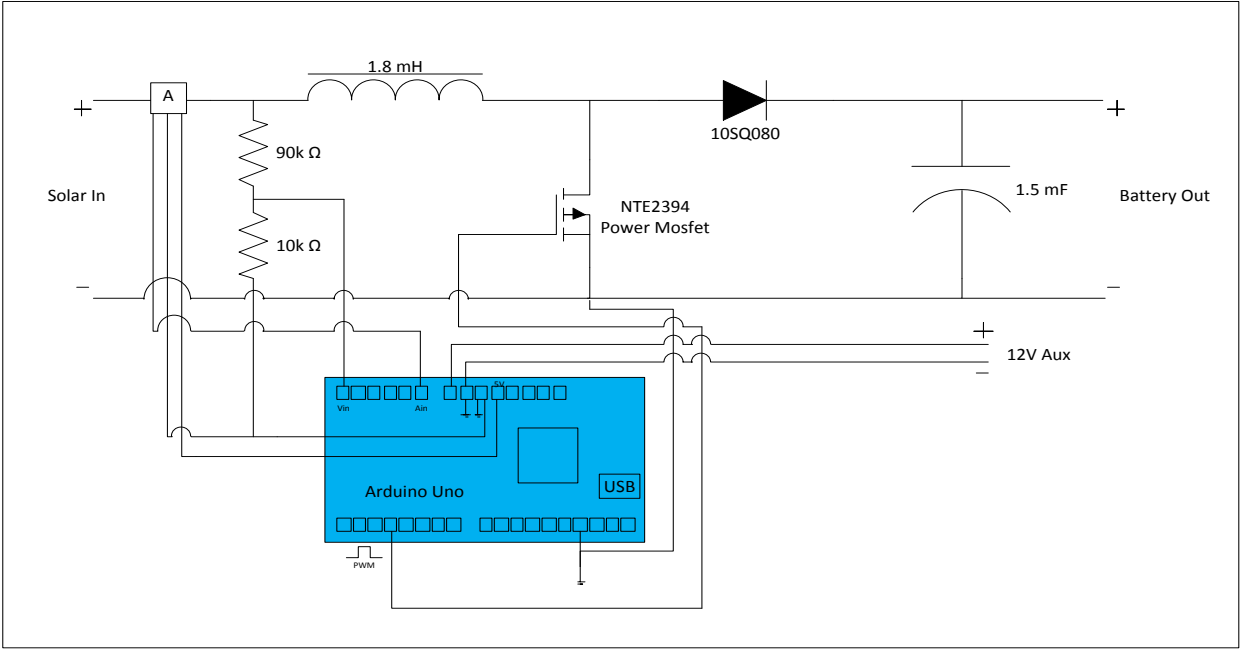 1.8 mH
A
+
+
10SQ080
90k Ω
Solar In
1.5 mF
Battery Out
NTE2394
Power Mosfet
10k Ω
−
−
+
12V Aux
−
5V
Vin
Ain
Arduino Uno
USB
PWM